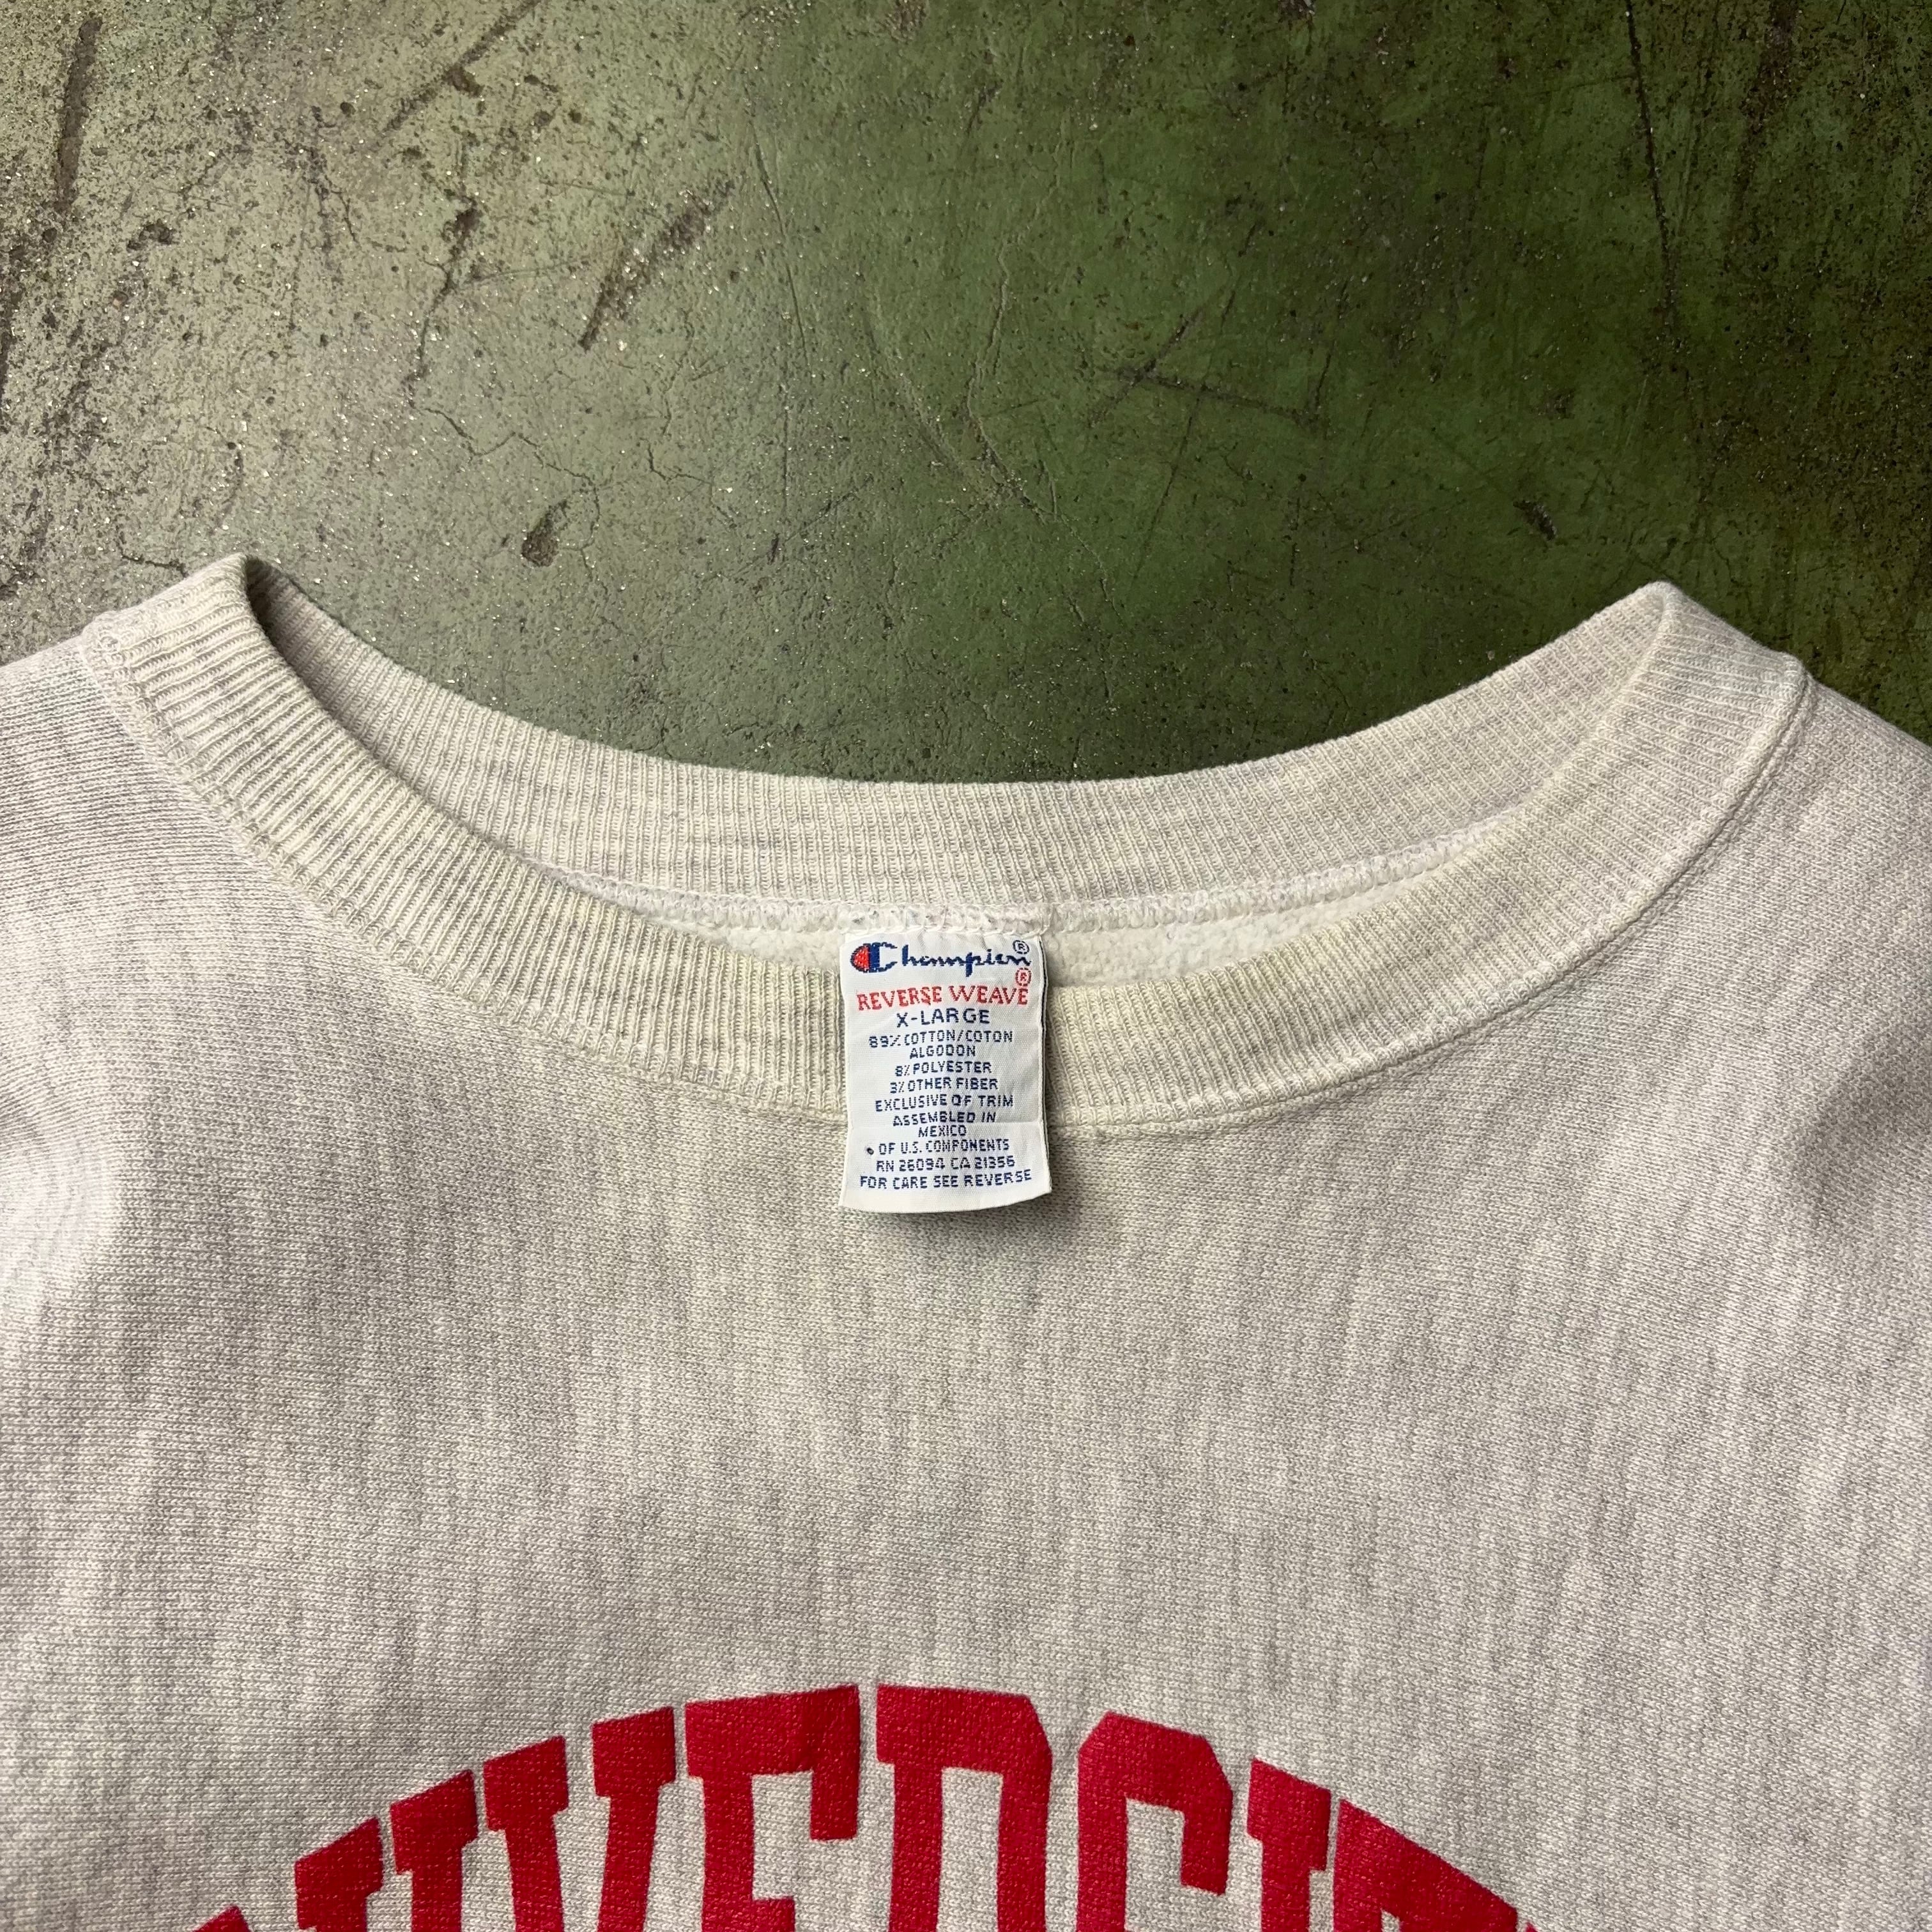 Champion®
REVERSE WEAVE®
X-LARGE
89% COTTON/COTON
ALGODON
8% POLYESTER
3% OTHER FIBER
EXCLUSIVE OF TRIM
ASSEMBLED IN
MEXICO
OF U.S. COMPONENTS
RN 26094 CA 21356
FOR CARE SEE REVERSE